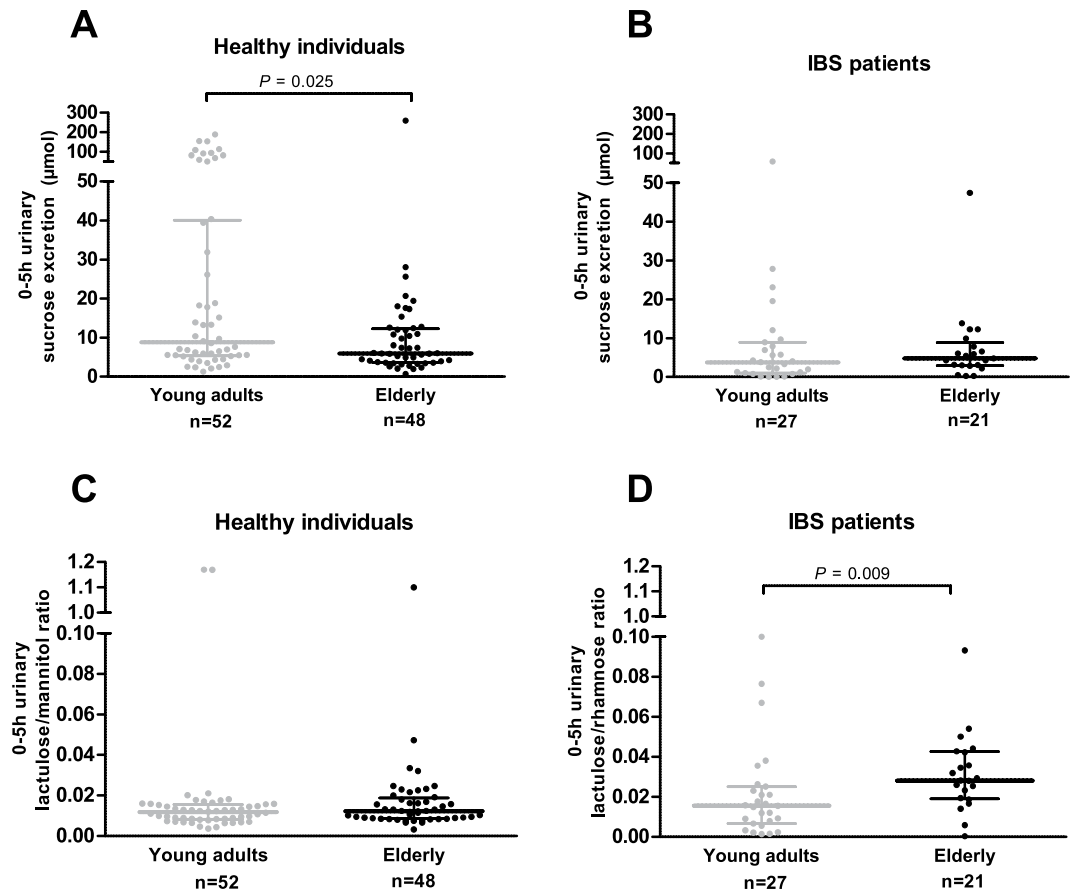 A
Healthy individuals
P = 0.025
0-5h urinary
sucrose excretion (µmol)
300
200
100
50
40
30
20
10
0
Young adults
Elderly
n=52
n=48
B
IBS patients
0-5h urinary
sucrose excretion (µmol)
300
200
100
50
40
30
20
10
0
Young adults
Elderly
n=27
n=21
C
Healthy individuals
0-5h urinary
lactulose/mannitol ratio
1.2
1.1
1.0
0.10
0.08
0.06
0.04
0.02
0.00
Young adults
Elderly
n=52
n=48
D
IBS patients
P = 0.009
0-5h urinary
lactulose/rhamnose ratio
1.2
1.1
1.0
0.10
0.08
0.06
0.04
0.02
0.00
Young adults
Elderly
n=27
n=21